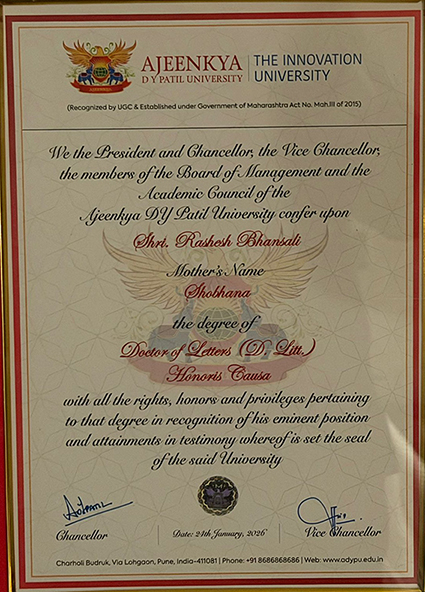 AJEENKYA
D Y PATIL UNIVERSITY
THE INNOVATION
UNIVERSITY
(Recognized by UGC & Established under Government of Maharashtra Act No. Mah.III of 2015)
We the President and Chancellor, the Vice Chancellor,
the members of the Board of Management and the
Academic Council of the
Ajeenkya DY Patil University confer upon
Shri. Rashesh Bhansali
Mother's Name
Shobhana
the degree of
Doctor of Letters (D. Litt.)
Honoris Causa
with all the rights, honors and privileges pertaining
to that degree in recognition of his eminent position
and attainments in testimony whereof is set the seal
of the said University
Chancellor
Date: 24th January, 2026
Vice Chancellor
Charholi Budruk, Via Lohgaon, Pune, India-411081 | Phone: +91 8686868686 | Web: www.adypu.edu.in